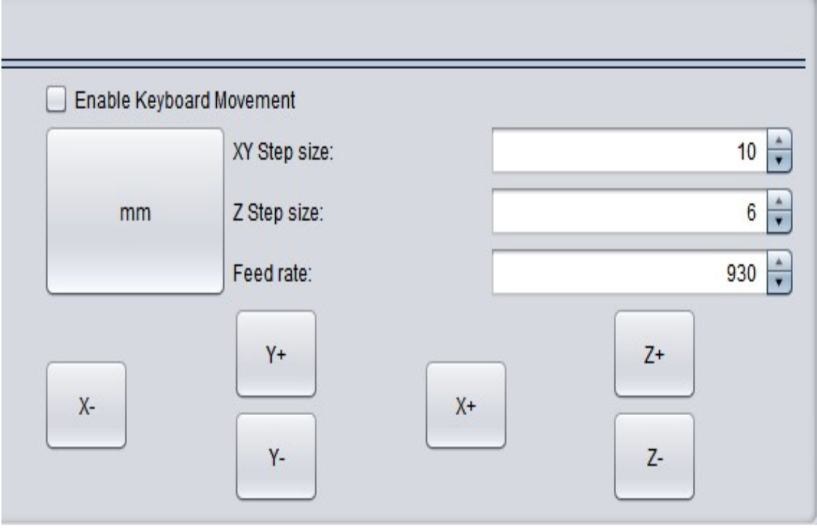 Enable Keyboard Movement
mm
XY Step size: 10
Z Step size: 6
Feed rate: 930
Y+
Z+
X-
X+
Y-
Z-